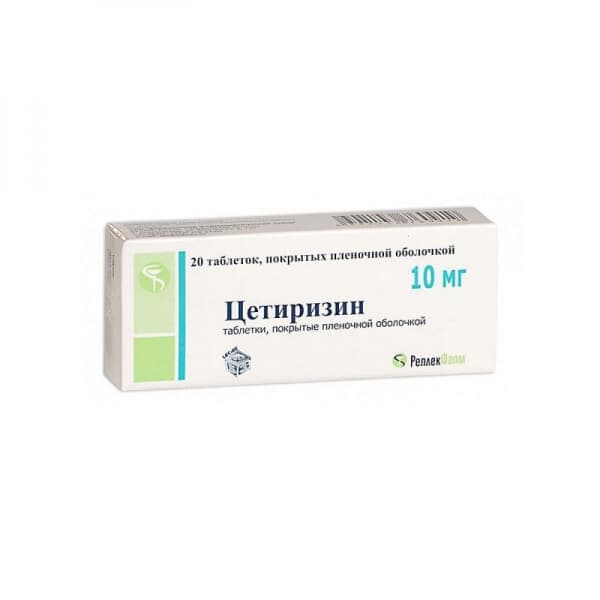 20 таблеток, покрытых пленочной оболочкой
10 мг
Цетиризин
таблетки, покрытые пленочной оболочкой
РеплекФарм